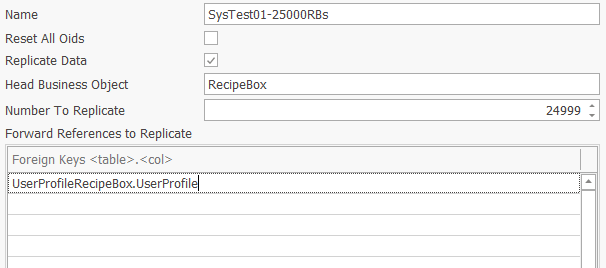 Name SysTest01-25000RBs
Reset All Oids
Replicate Data
Head Business Object RecipeBox
Number To Replicate 24999
Forward References to Replicate
Foreign Keys <table>.<col>
UserProfileRecipeBox.UserProfile